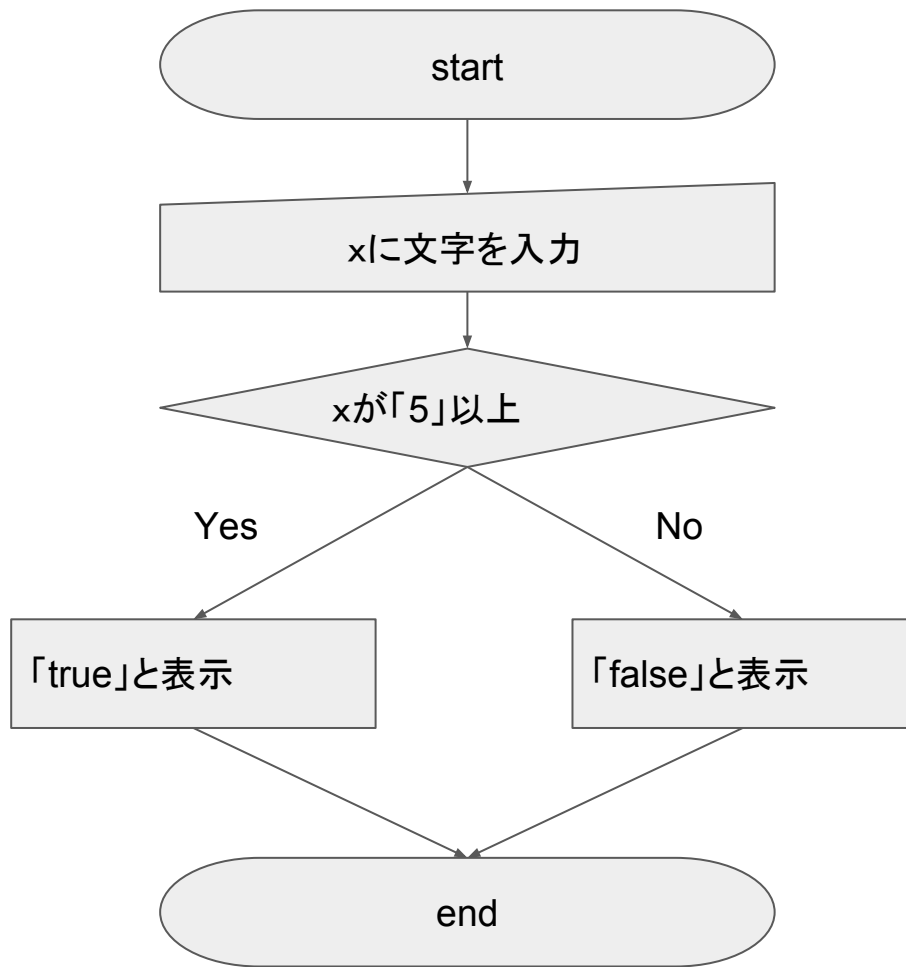 start
xに文字を入力
xが｢5｣以上
Yes
No
｢true｣と表示
｢false｣と表示
end